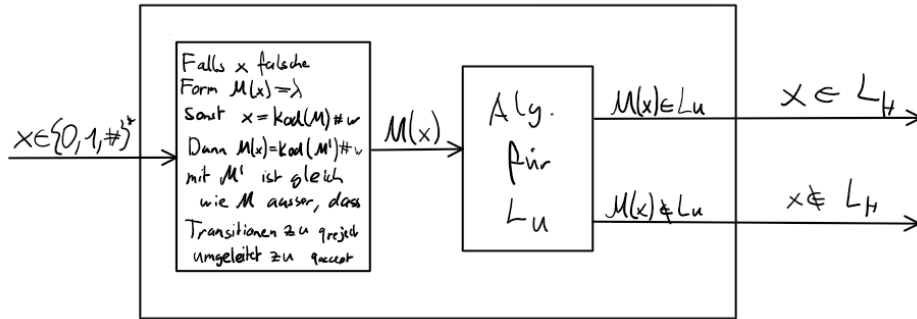 x∈{0,1,#}*
Falls x falsche
Form M(x)=λ
Sonst x=Kod(M)#w
Dann M(x)=Kod(M')#w
mit M' ist gleich
wie M ausser, dass
Transitionen zu qreject
umgeleitet zu qaccept
M(x)
Alg.
für
LU
M(x)∈LU
M(x)∉LU
x∈LH
x∉LH